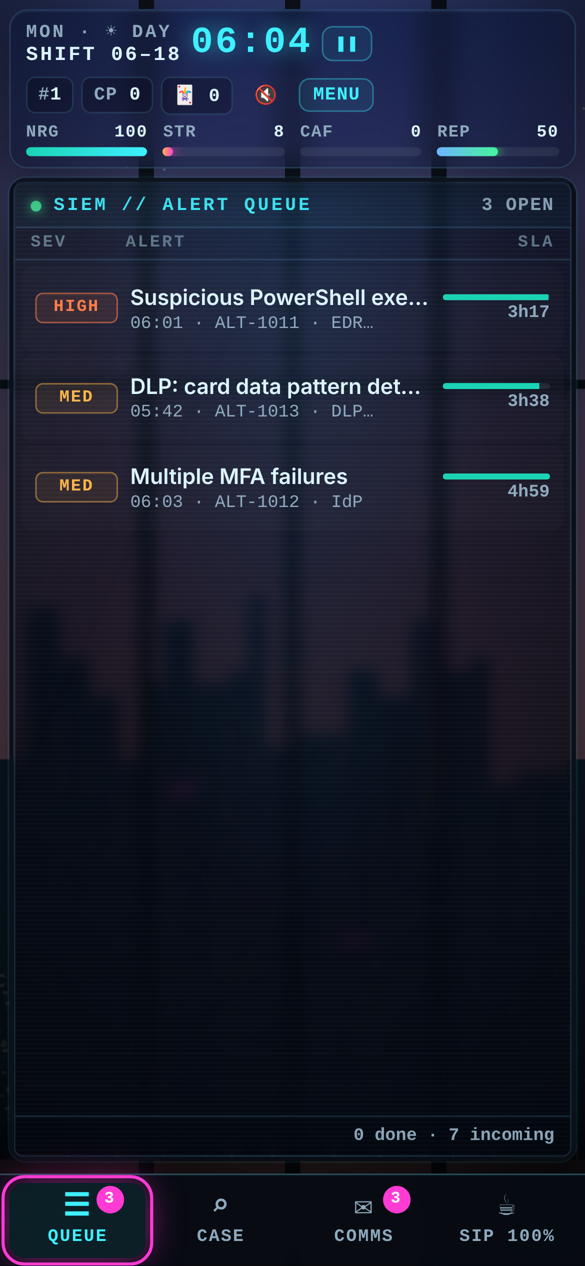 MON · ☀ DAY
SHIFT 06–18
06:04
#1
CP 0
🃏 0
MENU
NRG 100
STR 8
CAF 0
REP 50
SIEM // ALERT QUEUE
3 OPEN
SEV ALERT SLA
HIGH
Suspicious PowerShell exe…
06:01 · ALT-1011 · EDR…
3h17
MED
DLP: card data pattern det…
05:42 · ALT-1013 · DLP…
3h38
MED
Multiple MFA failures
06:03 · ALT-1012 · IdP
4h59
0 done · 7 incoming
3
QUEUE
CASE
3
COMMS
SIP 100%